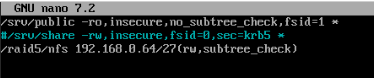 GNU nano 7.2
/srv/public -ro,insecure,no_subtree_check,fsid=1 *
#/srv/share -rw,insecure,fsid=0,sec=krb5 *
/raid5/nfs 192.168.0.64/27(rw,subtree_check)